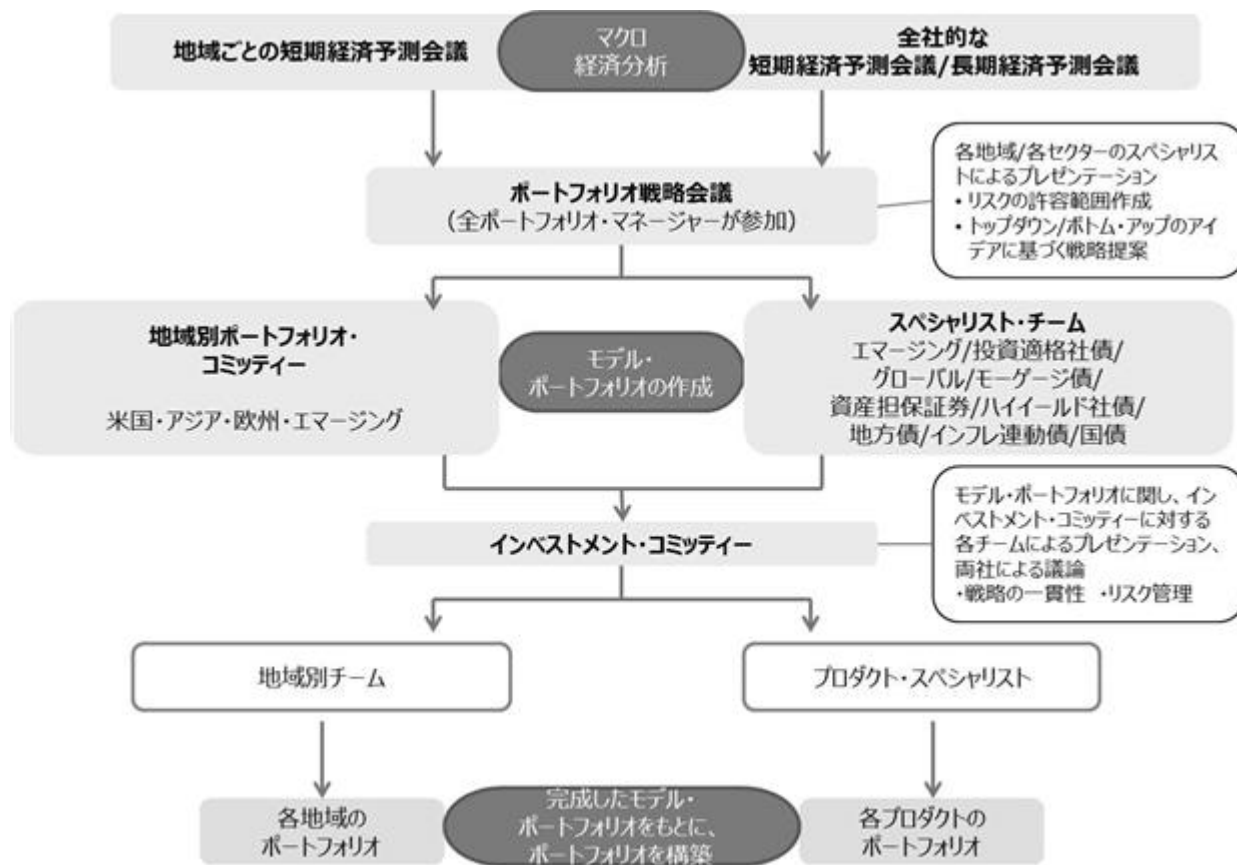 地域ごとの短期経済予測会議
マクロ
経済分析
全社的な
短期経済予測会議/長期経済予測会議
各地域/各セクターのスペシャリス
トによるプレゼンテーション
• リスクの許容範囲作成
• トップダウン/ボトム・アップのアイ
デアに基づく戦略提案
ポートフォリオ戦略会議
（全ポートフォリオ・マネージャーが参加）
地域別ポートフォリオ・
コミッティー
米国・アジア・欧州・エマージング
モデル・
ポートフォリオの作成
スペシャリスト・チーム
エマージング/投資適格社債/
グローバル/モーゲージ債/
資産担保証券/ハイイールド社債/
地方債/インフレ連動債/国債
モデル・ポートフォリオに関し、イン
ベストメント・コミッティーに対する
各チームによるプレゼンテーション、
両社による議論
・戦略の一貫性 ・リスク管理
インベストメント・コミッティー
地域別チーム
プロダクト・スペシャリスト
各地域の
ポートフォリオ
完成したモデル・
ポートフォリオをもとに、
ポートフォリオを構築
各プロダクトの
ポートフォリオ